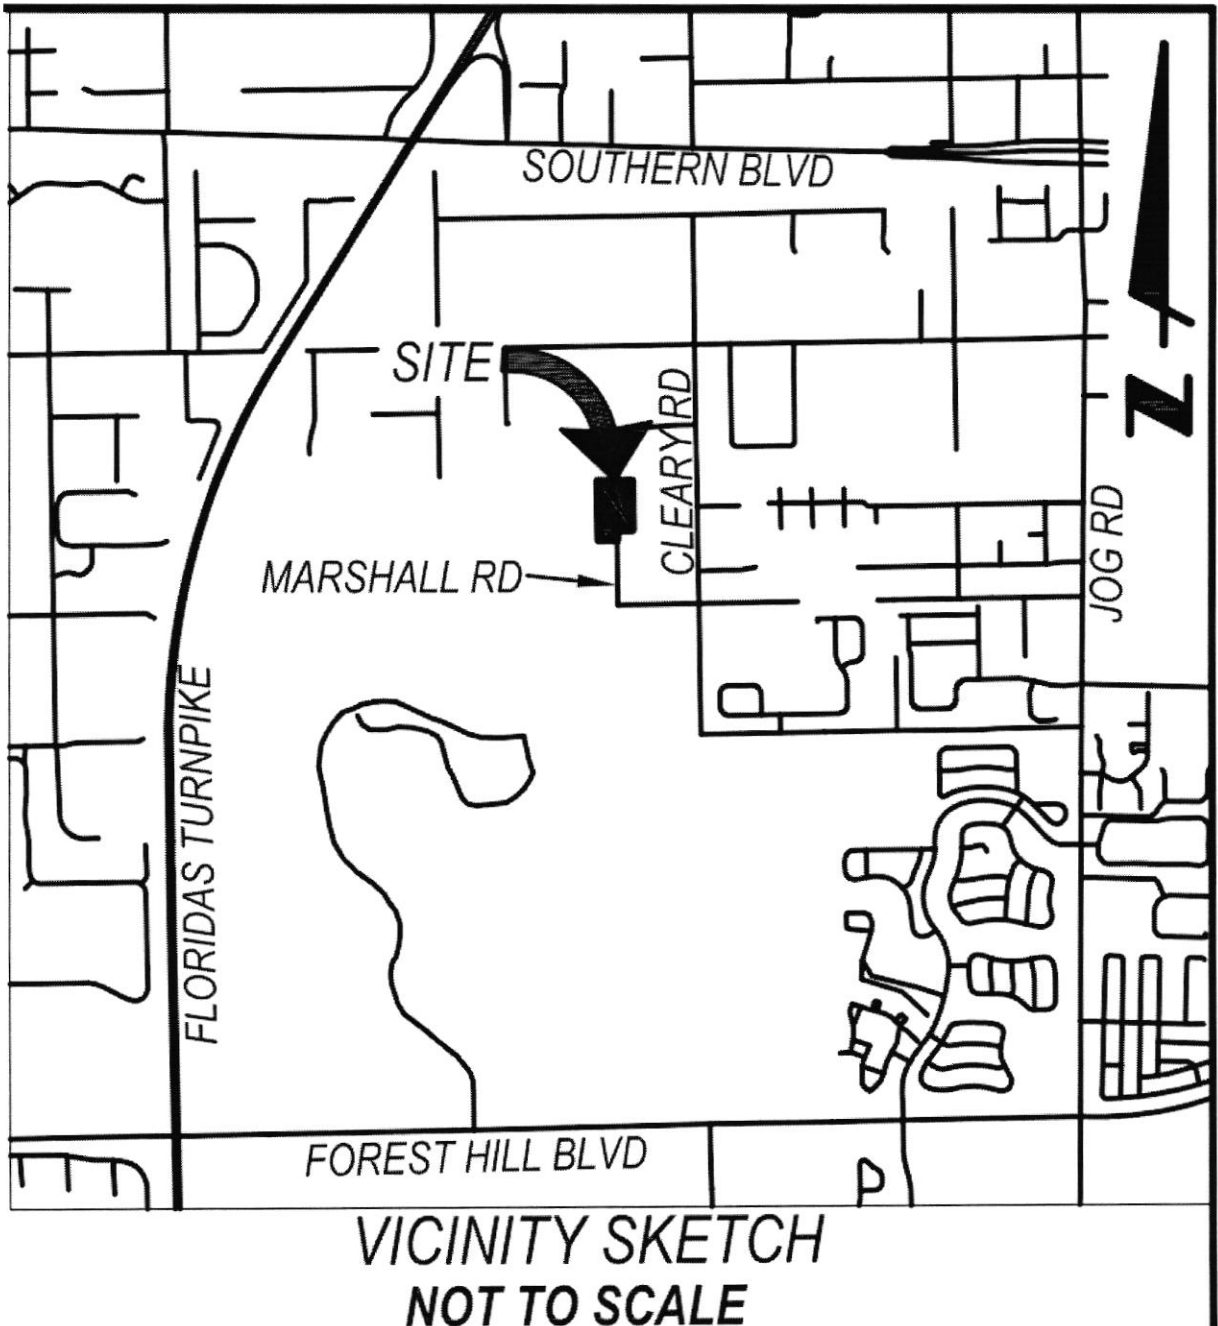 SOUTHERN BLVD
SITE
CLEARY RD
N
MARSHALL RD
JOG RD
FLORIDAS TURNPIKE
FOREST HILL BLVD
VICINITY SKETCH
NOT TO SCALE